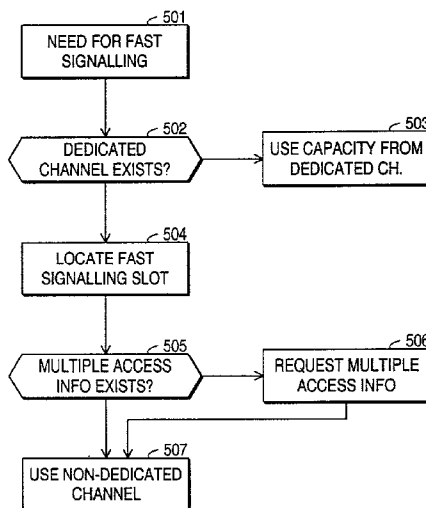 501
NEED FOR FAST
SIGNALLING
502
DEDICATED
CHANNEL EXISTS?
503
USE CAPACITY FROM
DEDICATED CH.
504
LOCATE FAST
SIGNALLING SLOT
505
MULTIPLE ACCESS
INFO EXISTS?
506
REQUEST MULTIPLE
ACCESS INFO
507
USE NON-DEDICATED
CHANNEL